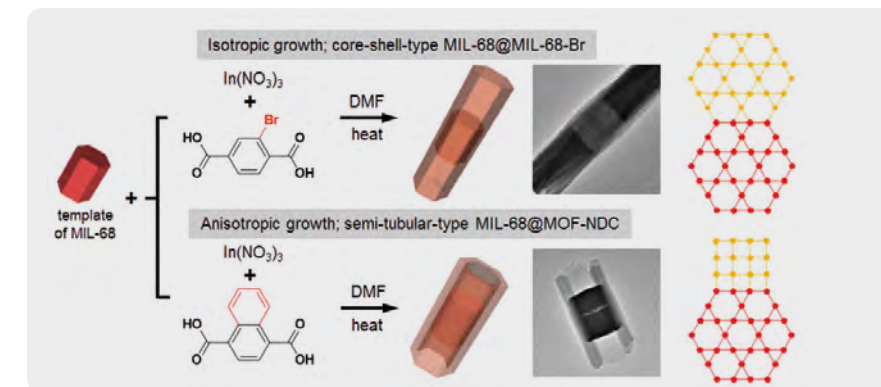 Isotropic growth; core-shell-type MIL-68@MIL-68-Br
In(NO₃)₃
+
Br
HO
O
O
OH
DMF
heat
template
of MIL-68
+
Anisotropic growth; semi-tubular-type MIL-68@MOF-NDC
In(NO₃)₃
+
HO
O
O
OH
DMF
heat